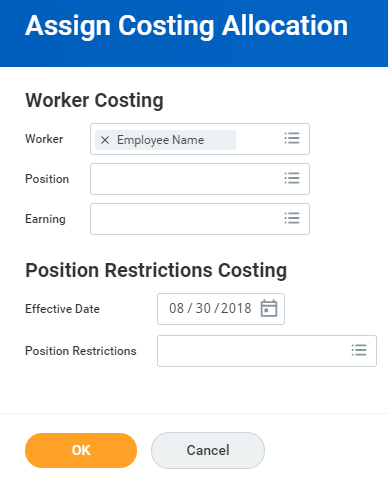 Assign Costing Allocation
Worker Costing
Worker × Employee Name
Position
Earning
Position Restrictions Costing
Effective Date 08 / 30 / 2018
Position Restrictions
OK Cancel